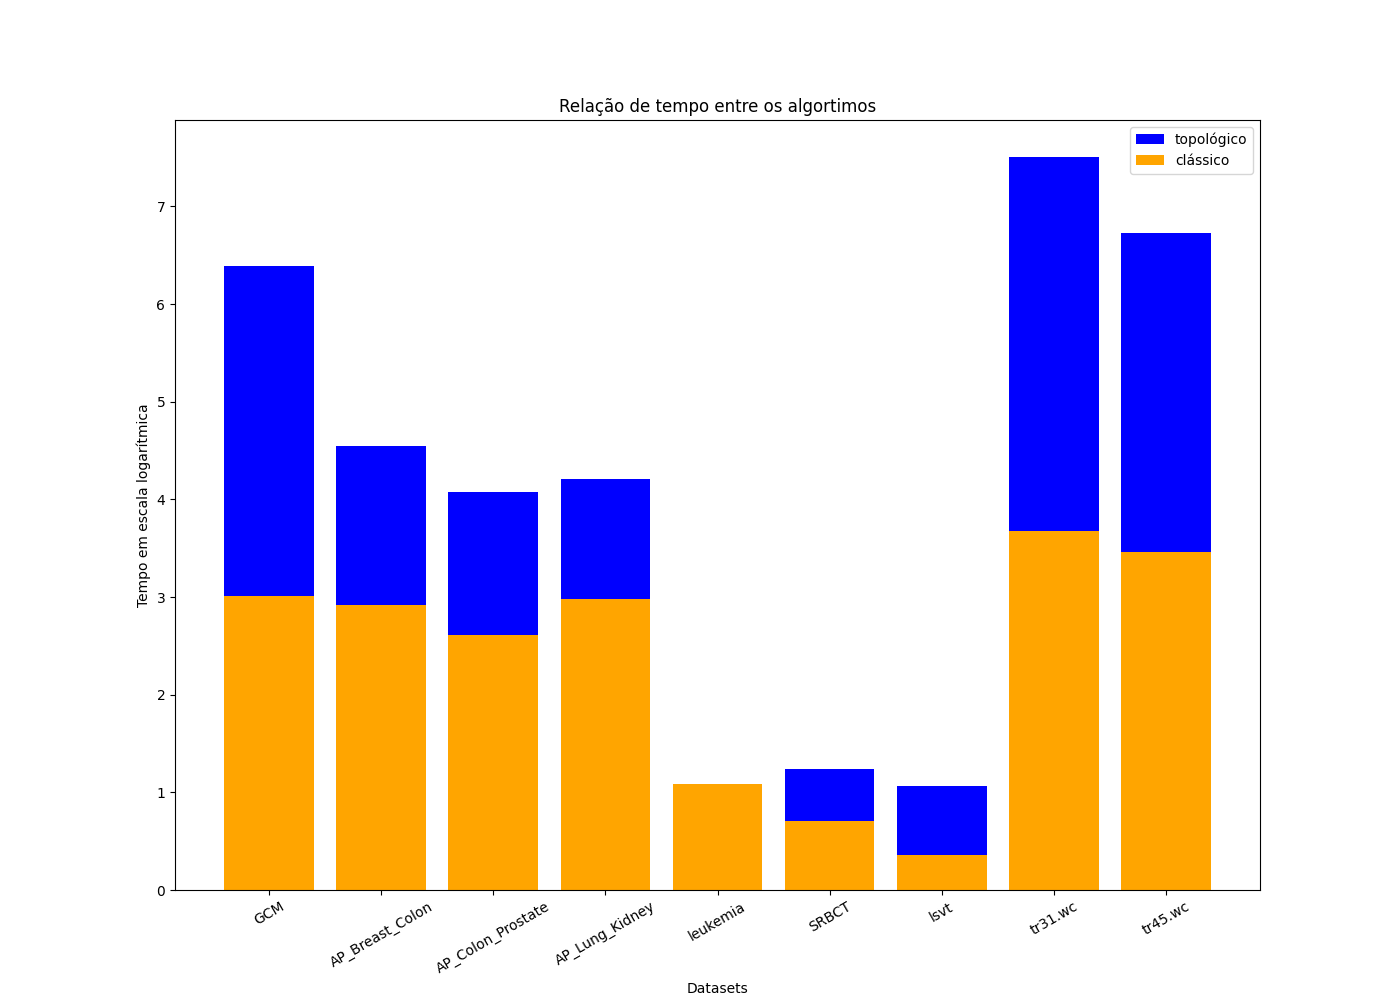 Relação de tempo entre os algortimos
topológico
clássico
Tempo em escala logarítmica
7
6
5
4
3
2
1
0
GCM
AP_Breast_Colon
AP_Colon_Prostate
AP_Lung_Kidney
leukemia
SRBCT
lsvt
tr31.wc
tr45.wc
Datasets